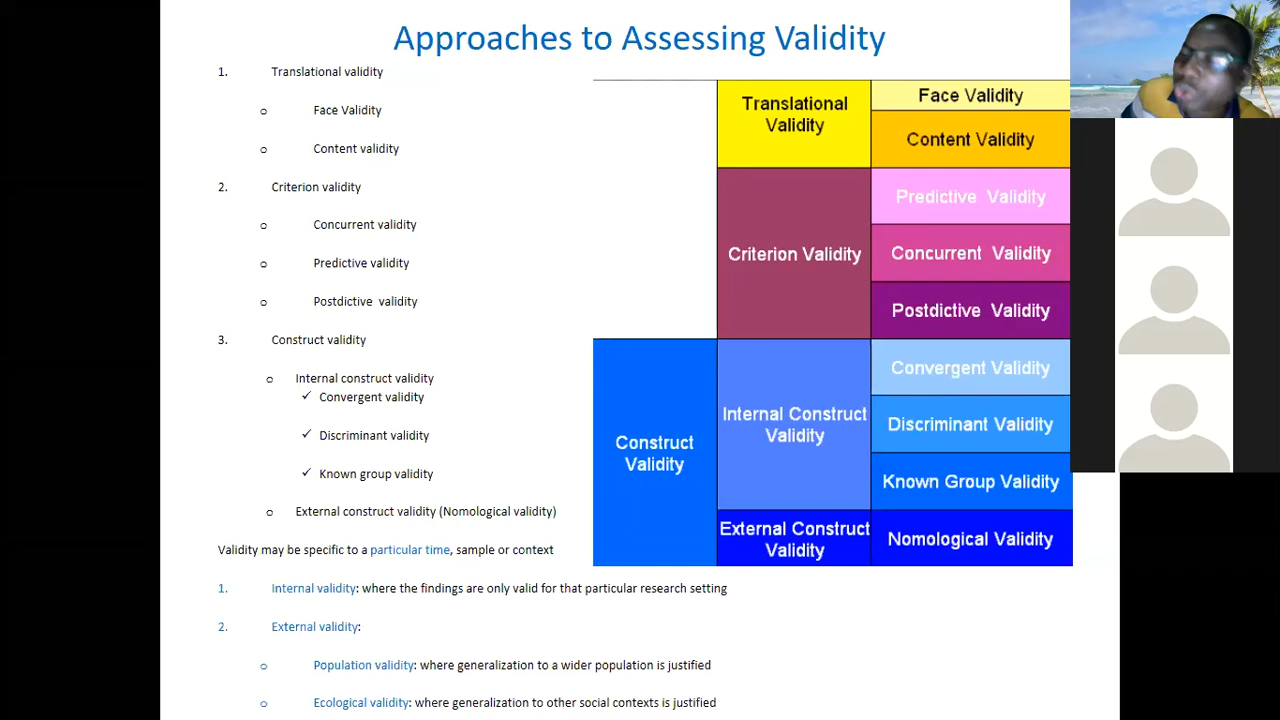 Approaches to Assessing Validity
1. Translational validity
o Face Validity
o Content validity
2. Criterion validity
o Concurrent validity
o Predictive validity
o Postdictive validity
3. Construct validity
o Internal construct validity
✓ Convergent validity
✓ Discriminant validity
✓ Known group validity
o External construct validity (Nomological validity)
Validity may be specific to a particular time, sample or context
1. Internal validity: where the findings are only valid for that particular research setting
2. External validity:
o Population validity: where generalization to a wider population is justified
o Ecological validity: where generalization to other social contexts is justified
Translational
Validity
Face Validity
Content Validity
Criterion Validity
Predictive Validity
Concurrent Validity
Postdictive Validity
Construct
Validity
Internal Construct
Validity
Convergent Validity
Discriminant Validity
Known Group Validity
External Construct
Validity
Nomological Validity